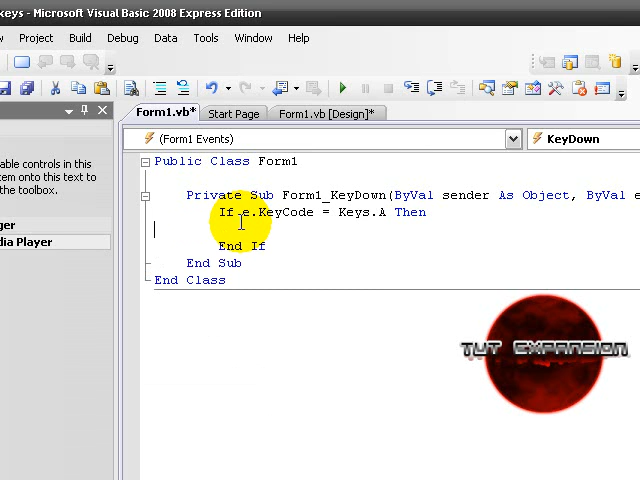 keys - Microsoft Visual Basic 2008 Express Edition
w Project Build Debug Data Tools Window Help
Form1.vb* Start Page Form1.vb [Design]*
(Form1 Events) KeyDown
able controls in this
tem onto this text to
the toolbox.
ger
dia Player
Public Class Form1
Private Sub Form1_KeyDown(ByVal sender As Object, ByVal e
If e.KeyCode = Keys.A Then
End If
End Sub
End Class
TUT EXPANSION